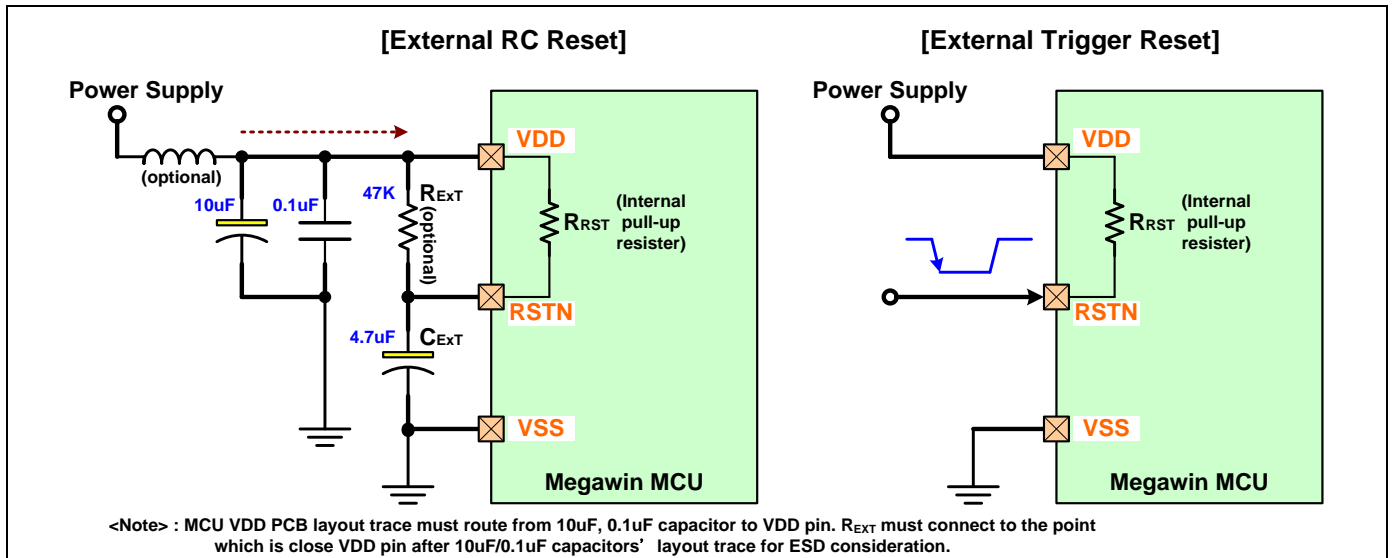 [External RC Reset]
Power Supply
(optional)
10uF
0.1uF
47K
RExT
(optional)
4.7uF
CExT
VDD
RRST
(Internal
pull-up
resister)
RSTN
VSS
Megawin MCU
[External Trigger Reset]
Power Supply
VDD
RRST
(Internal
pull-up
resister)
RSTN
VSS
Megawin MCU
<Note> : MCU VDD PCB layout trace must route from 10uF, 0.1uF capacitor to VDD pin. REXT must connect to the point
which is close VDD pin after 10uF/0.1uF capacitors’ layout trace for ESD consideration.